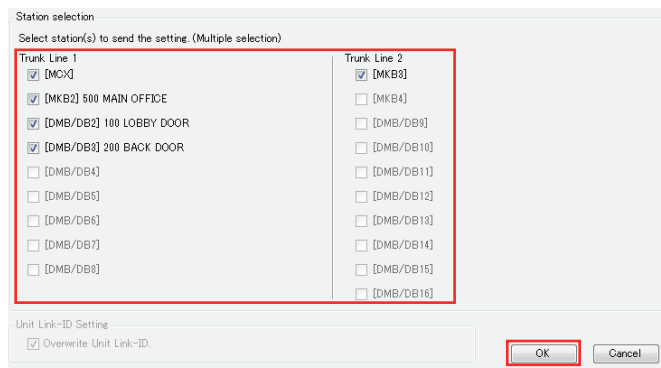 Station selection
Select station(s) to send the setting. (Multiple selection)
Trunk Line 1
[MCX]
[MKB2] 500 MAIN OFFICE
[DMB/DB2] 100 LOBBY DOOR
[DMB/DB3] 200 BACK DOOR
[DMB/DB4]
[DMB/DB5]
[DMB/DB6]
[DMB/DB7]
[DMB/DB8]
Trunk Line 2
[MKB3]
[MKB4]
[DMB/DB9]
[DMB/DB10]
[DMB/DB11]
[DMB/DB12]
[DMB/DB13]
[DMB/DB14]
[DMB/DB15]
[DMB/DB16]
Unit Link-ID Setting
Overwrite Unit Link-ID.
OK
Cancel